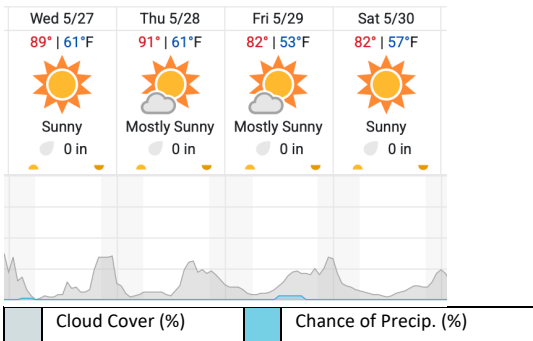 Wed 5/27 Thu 5/28 Fri 5/29 Sat 5/30
89° | 61°F 91° | 61°F 82° | 53°F 82° | 57°F
Sunny Mostly Sunny Mostly Sunny Sunny
0 in 0 in 0 in 0 in
Cloud Cover (%) Chance of Precip. (%)